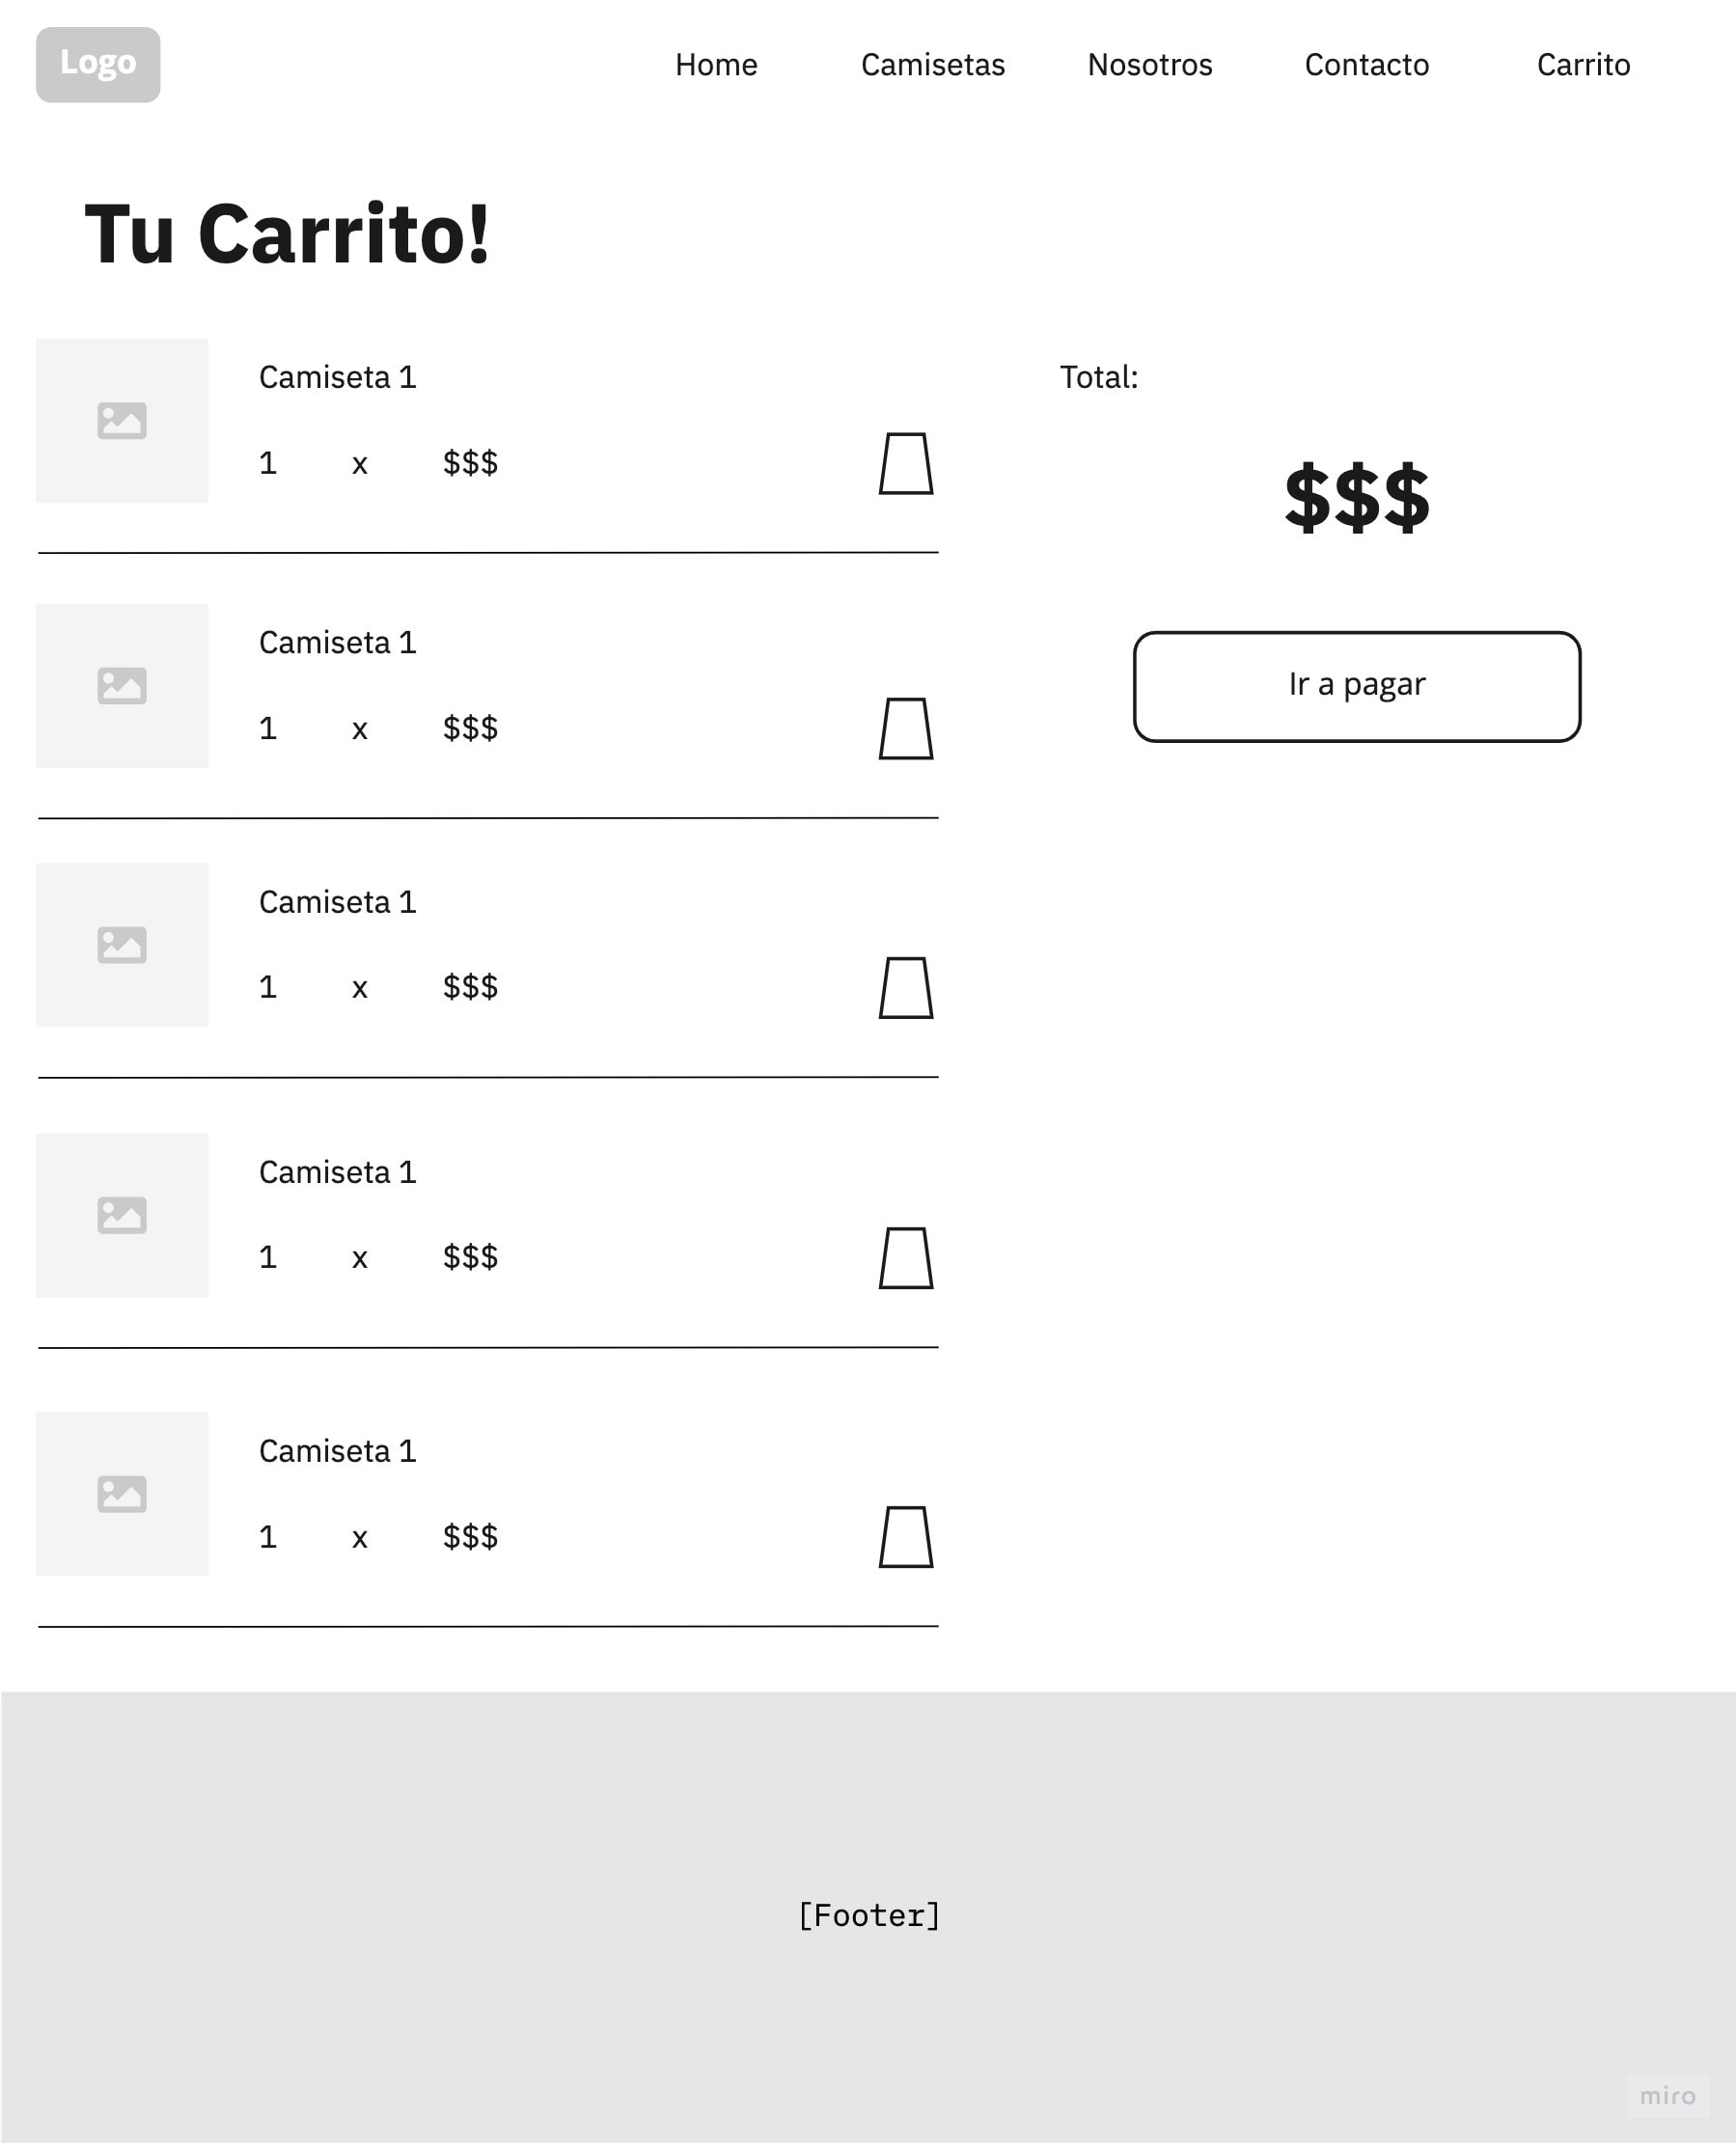 Logo
Home Camisetas Nosotros Contacto Carrito
Tu Carrito!
Camiseta 1
1 x $$$
Camiseta 1
1 x $$$
Camiseta 1
1 x $$$
Camiseta 1
1 x $$$
Camiseta 1
1 x $$$
Total:
$$$
Ir a pagar
[Footer]
miro